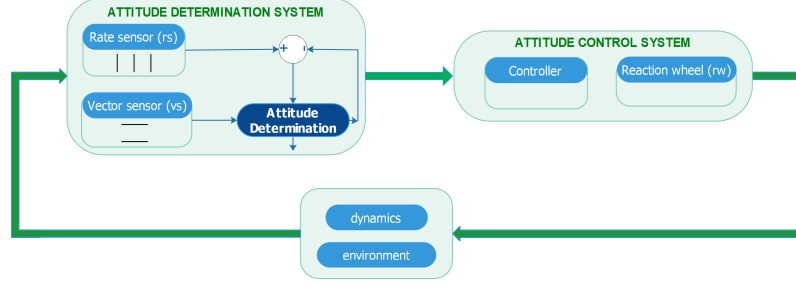 ATTITUDE DETERMINATION SYSTEM
Rate sensor (rs)
+ -
Vector sensor (vs)
Attitude
Determination
ATTITUDE CONTROL SYSTEM
Controller
Reaction wheel (rw)
dynamics
environment